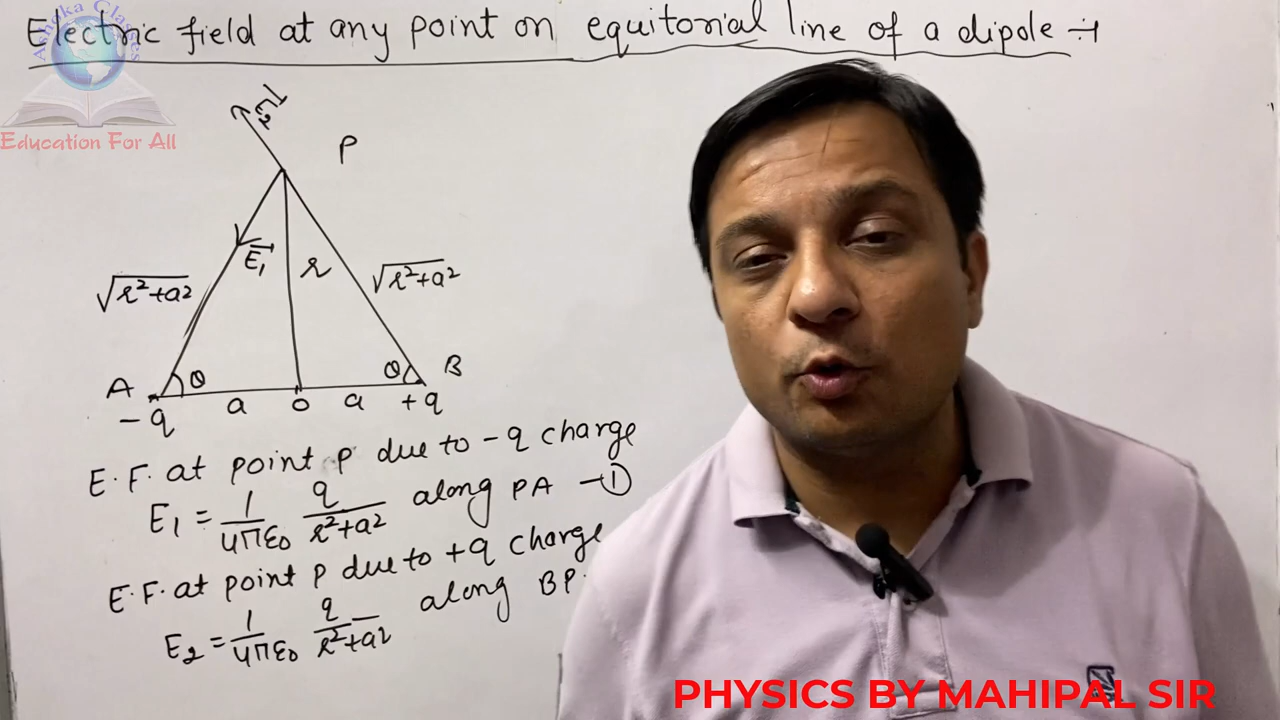 Electric field at any point on equitorial line of a dipole ÷
Ashoka Classes
Education For All
E₂
P
E₁
r
√r²+a²
√r²+a²
A
θ
θ
B
-q
a
o
a
+q
E.F. at point P due to -q charge
E₁ = 1/4πε₀ q/r²+a² along PA -①
E.F. at point P due to +q charge
E₂ = 1/4πε₀ q/r²+a² along BP.
PHYSICS BY MAHIPAL SIR